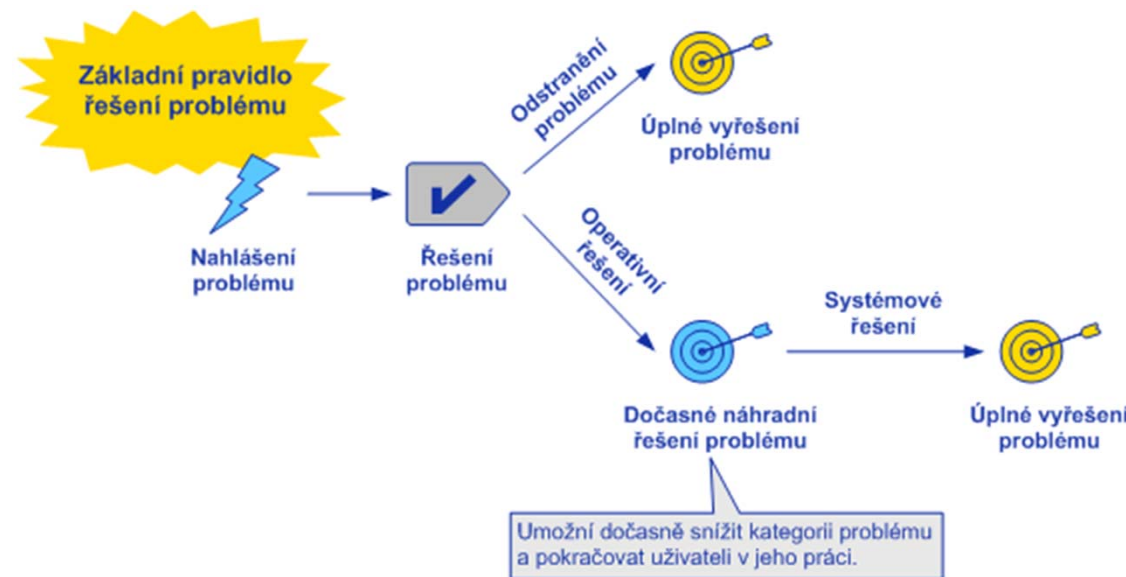 Základní pravidlo
řešení problému
Nahlášení
problému
Řešení
problému
Odstranění
problému
Úplné vyřešení
problému
Operativní
řešení
Dočasné náhradní
řešení problému
Systémové
řešení
Úplné vyřešení
problému
Umožní dočasně snížit kategorii problému
a pokračovat uživateli v jeho práci.